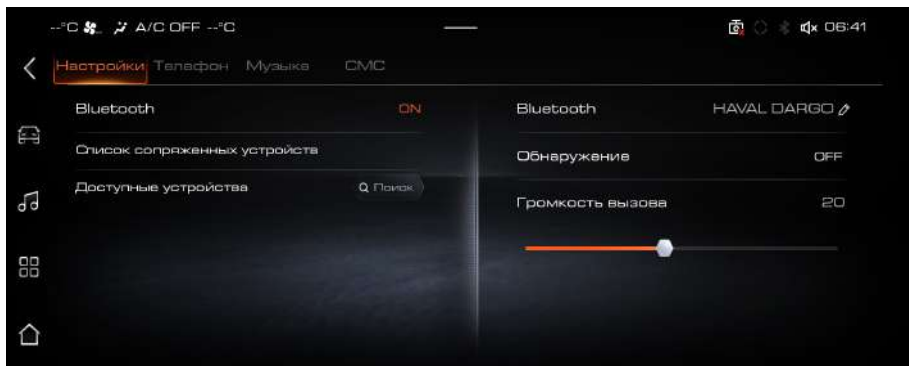 --°C A/C OFF --°C 06:41
Настройки Телефон Музыка СМС
Bluetooth ON
Список сопряженных устройств
Доступные устройства Поиск
Bluetooth HAVAL DARGO
Обнаружение OFF
Громкость вызова 20